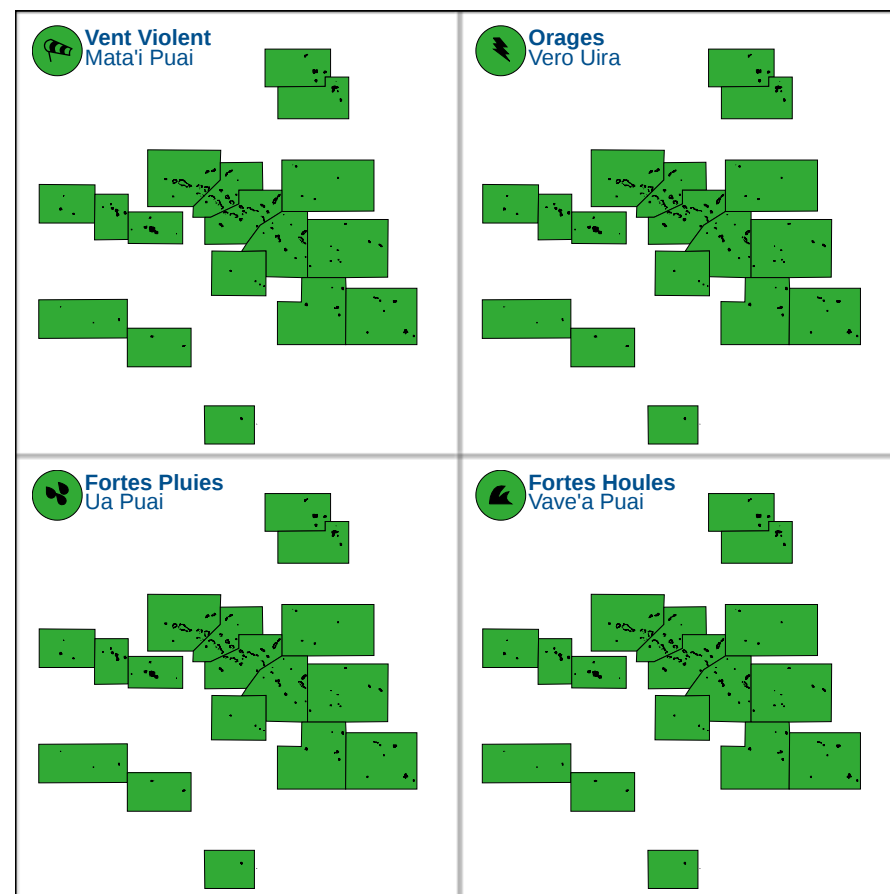 Vent Violent
Mata'i Puai
Orages
Vero Uira
Fortes Pluies
Ua Puai
Fortes Houles
Vave'a Puai